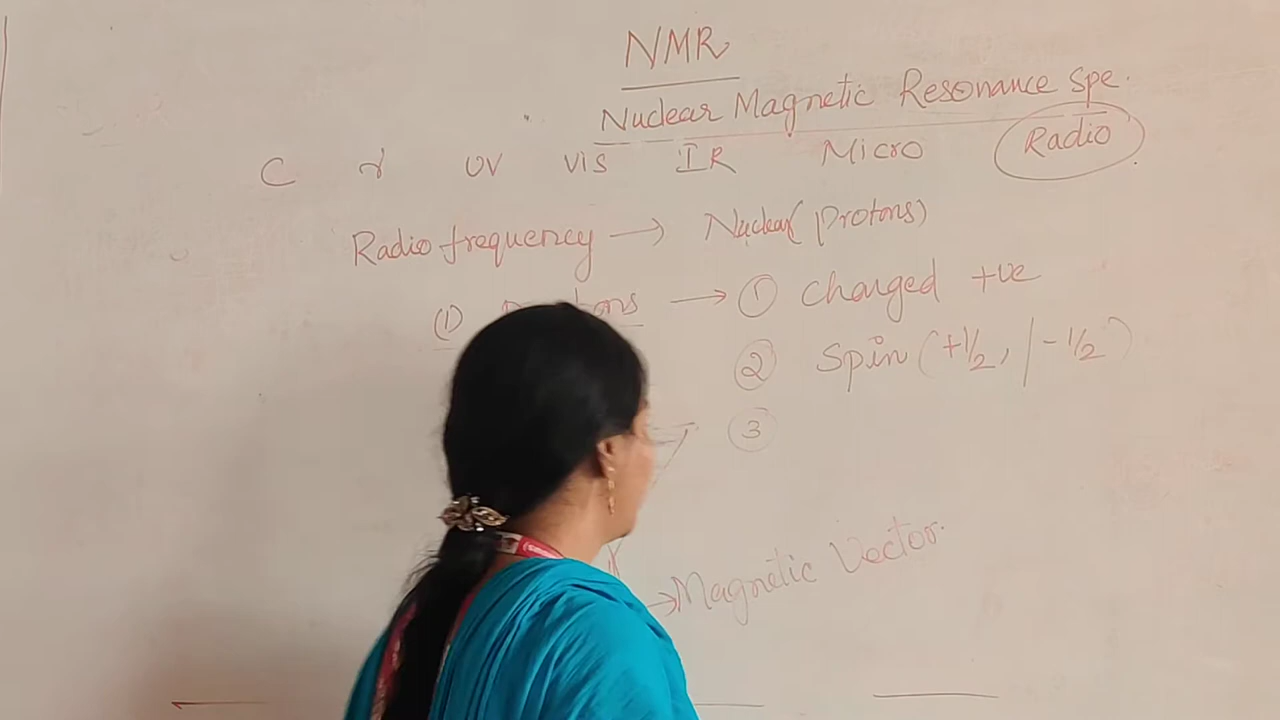 NMR
Nuclear Magnetic Resonance Spe.
C γ UV Vis IR Micro Radio
Radio frequency → Nuclear (Protons)
① → ① Charged +ve
② Spin (+1/2, / -1/2)
③
→ Magnetic Vector.